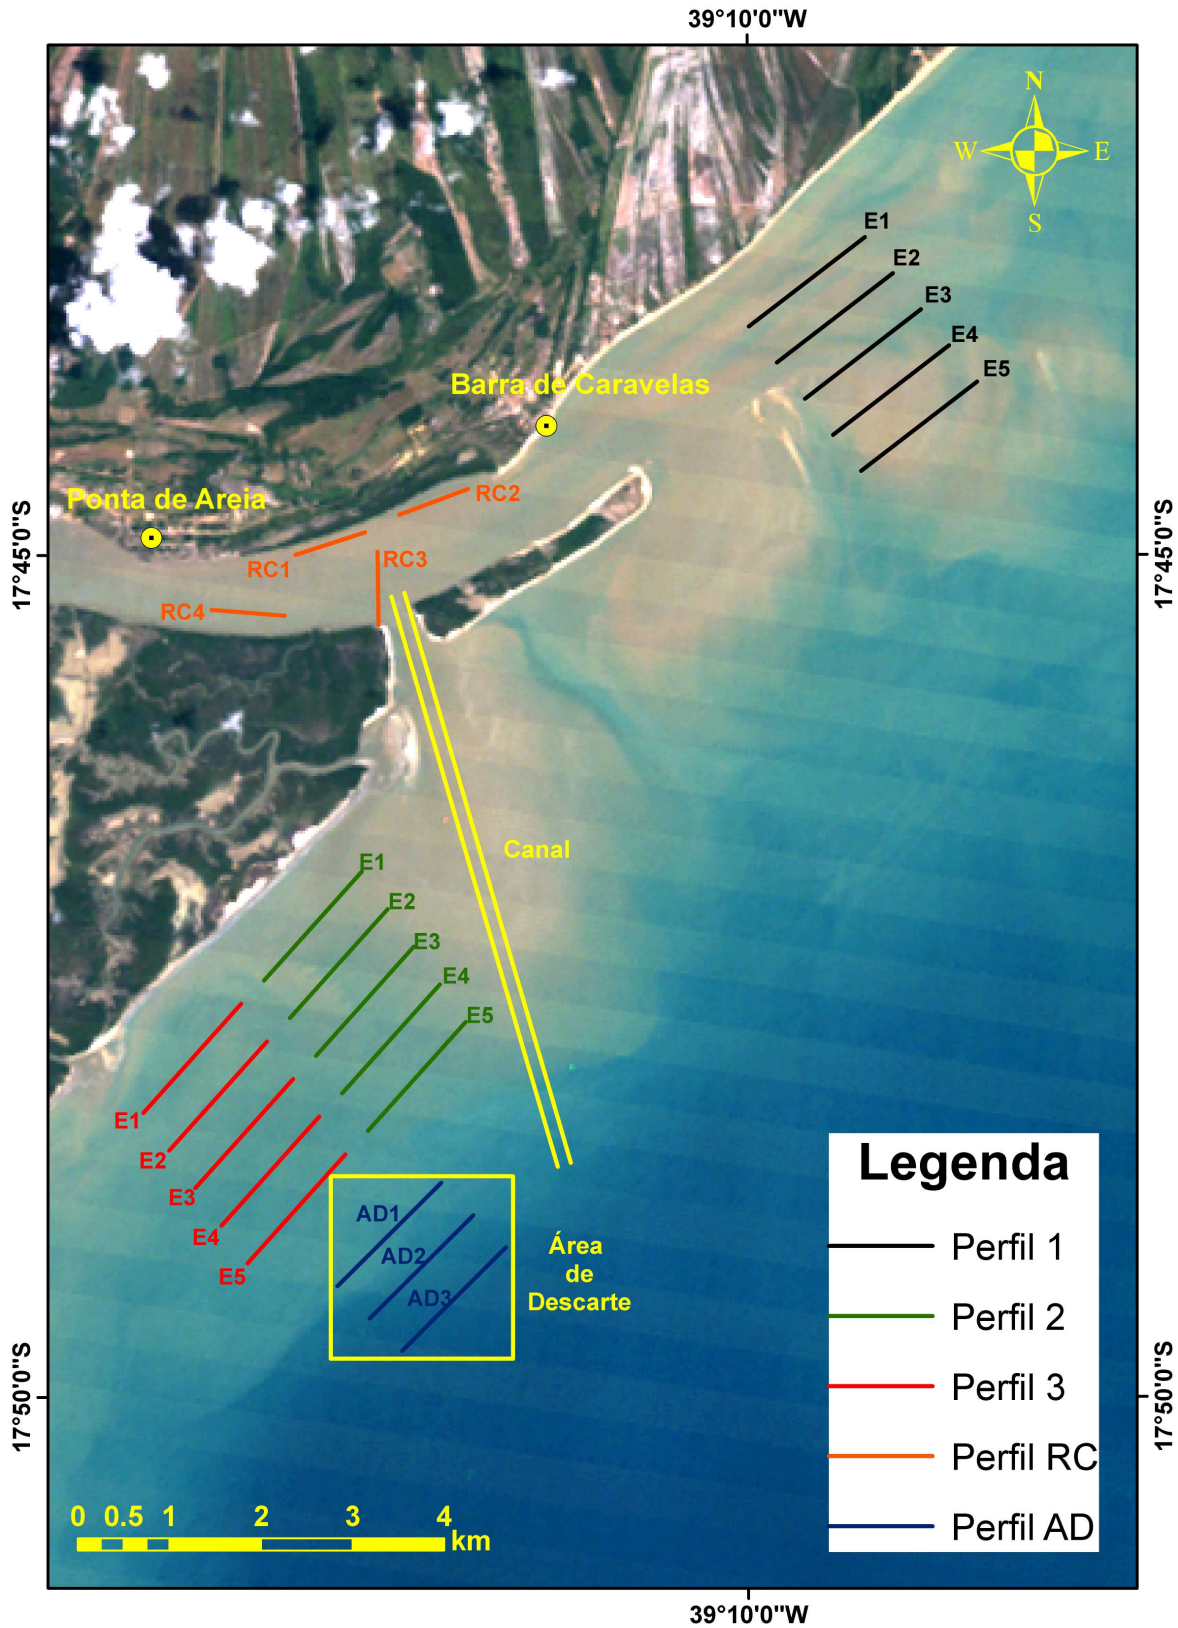 39°10'0"W
N
W
E
S
E1
E2
E3
E4
E5
Barra de Caravelas
Ponta de Areia
RC2
RC1
RC3
RC4
17°45'0"S
17°45'0"S
Canal
E1
E2
E3
E4
E5
E1
E2
E3
E4
E5
AD1
AD2
AD3
Área
de
Descarte
Legenda
Perfil 1
Perfil 2
Perfil 3
Perfil RC
Perfil AD
17°50'0"S
17°50'0"S
0 0.5 1 2 3 4
km
39°10'0"W